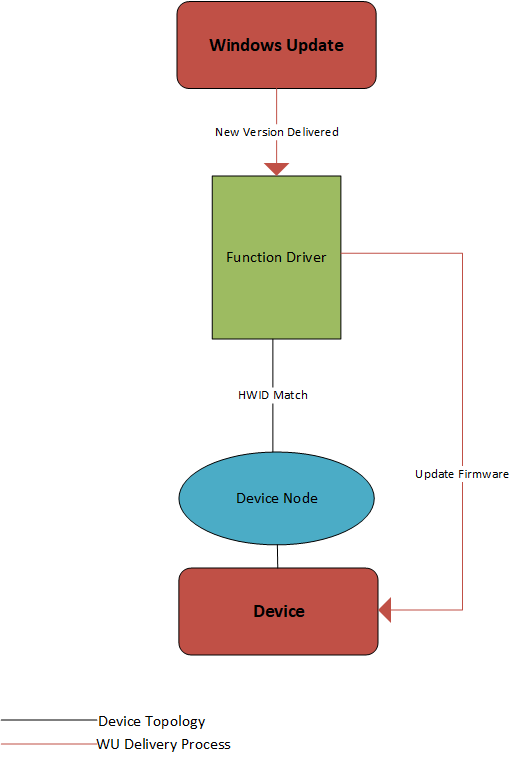 Windows Update
New Version Delivered
Function Driver
HWID Match
Update Firmware
Device Node
Device
Device Topology
WU Delivery Process